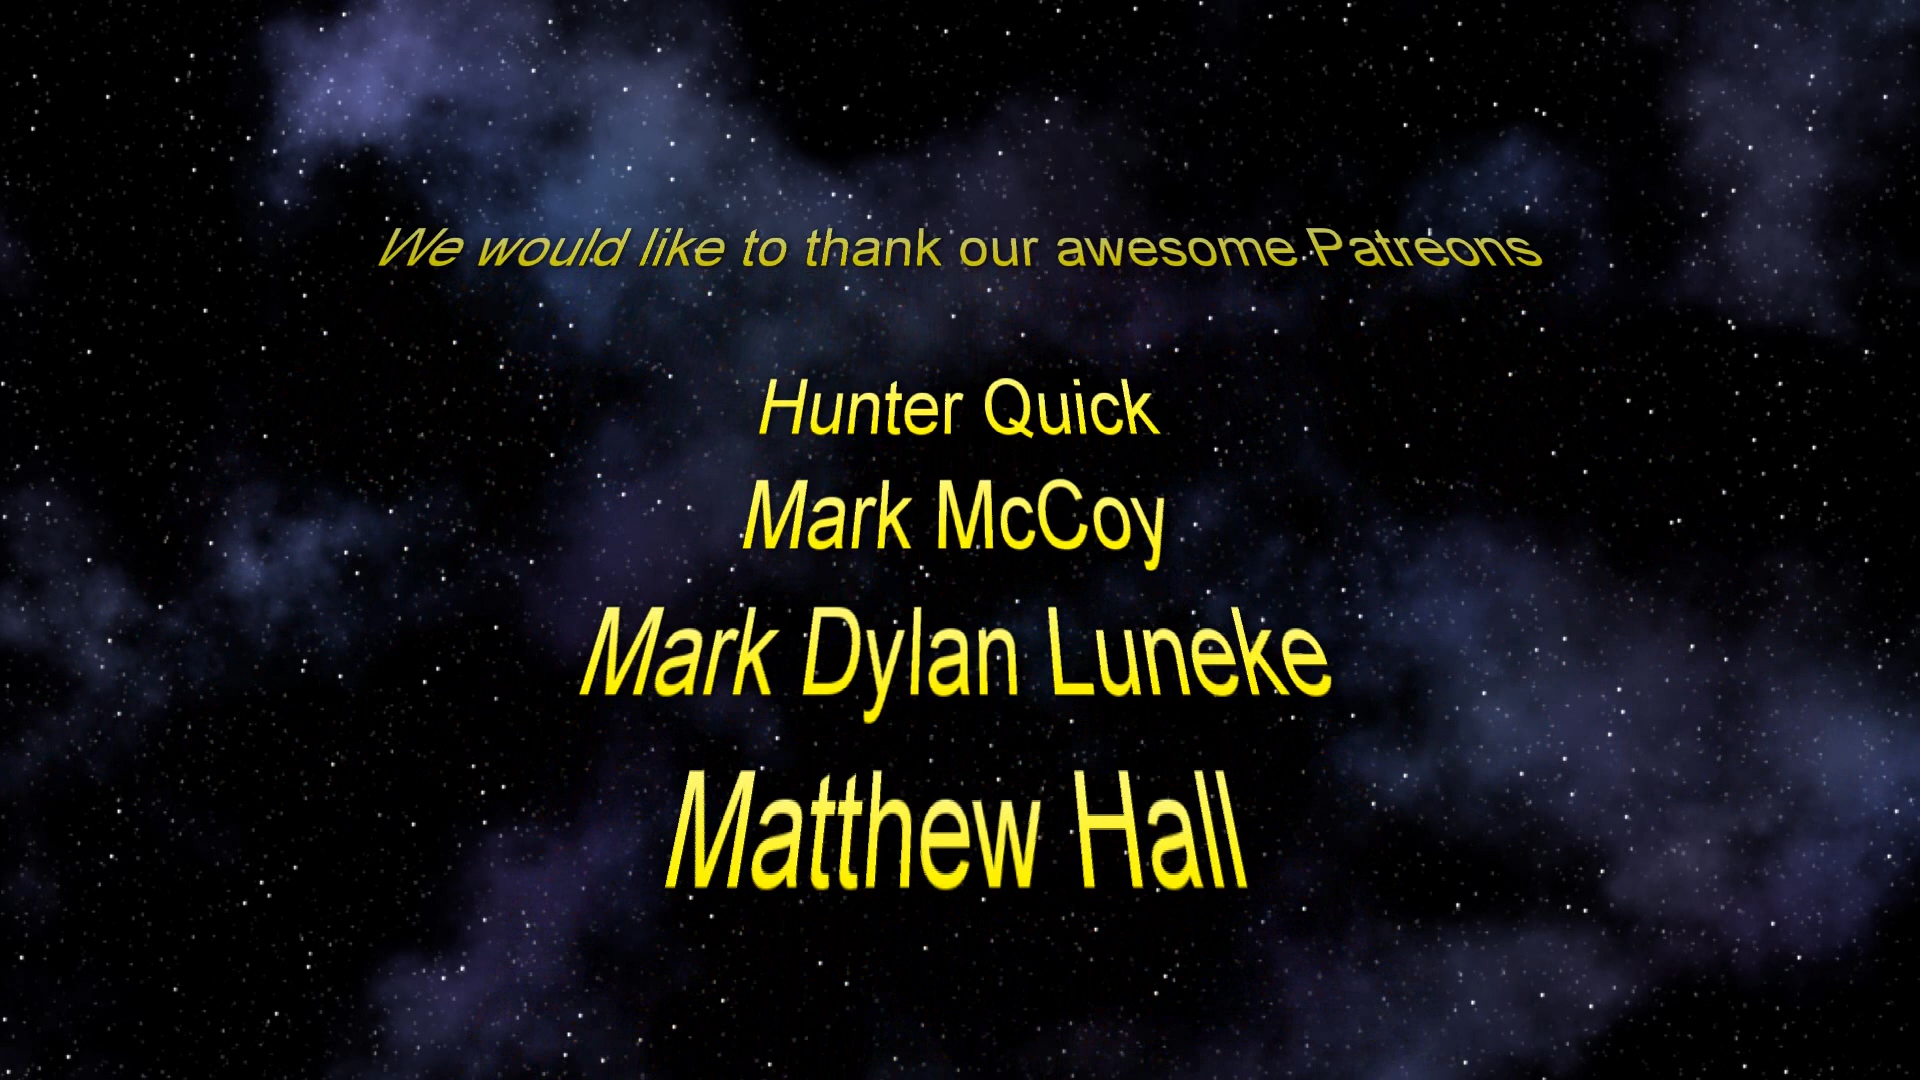 We would like to thank our awesome Patreons
Hunter Quick
Mark McCoy
Mark Dylan Luneke
Matthew Hall